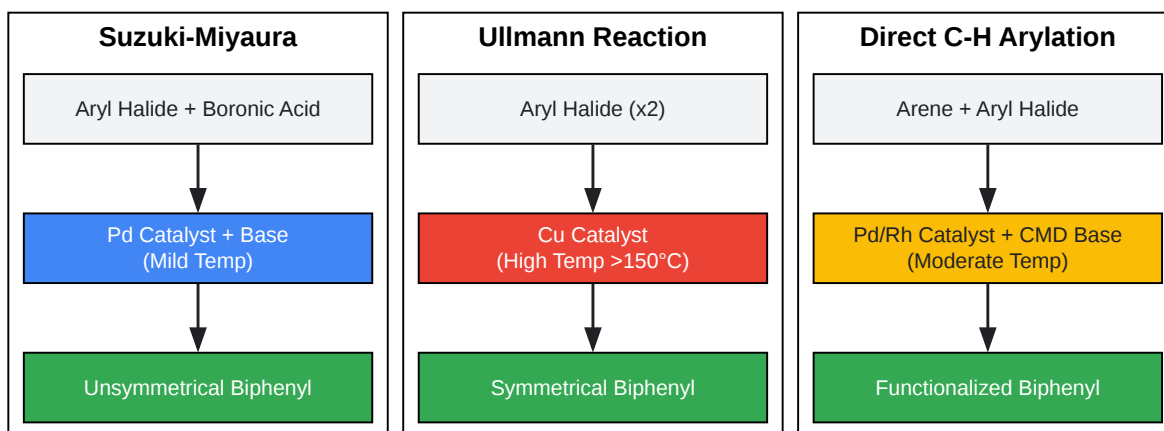 Suzuki-Miyaura
Aryl Halide + Boronic Acid
Pd Catalyst + Base
(Mild Temp)
Unsymmetrical Biphenyl
Ullmann Reaction
Aryl Halide (x2)
Cu Catalyst
(High Temp >150°C)
Symmetrical Biphenyl
Direct C-H Arylation
Arene + Aryl Halide
Pd/Rh Catalyst + CMD Base
(Moderate Temp)
Functionalized Biphenyl